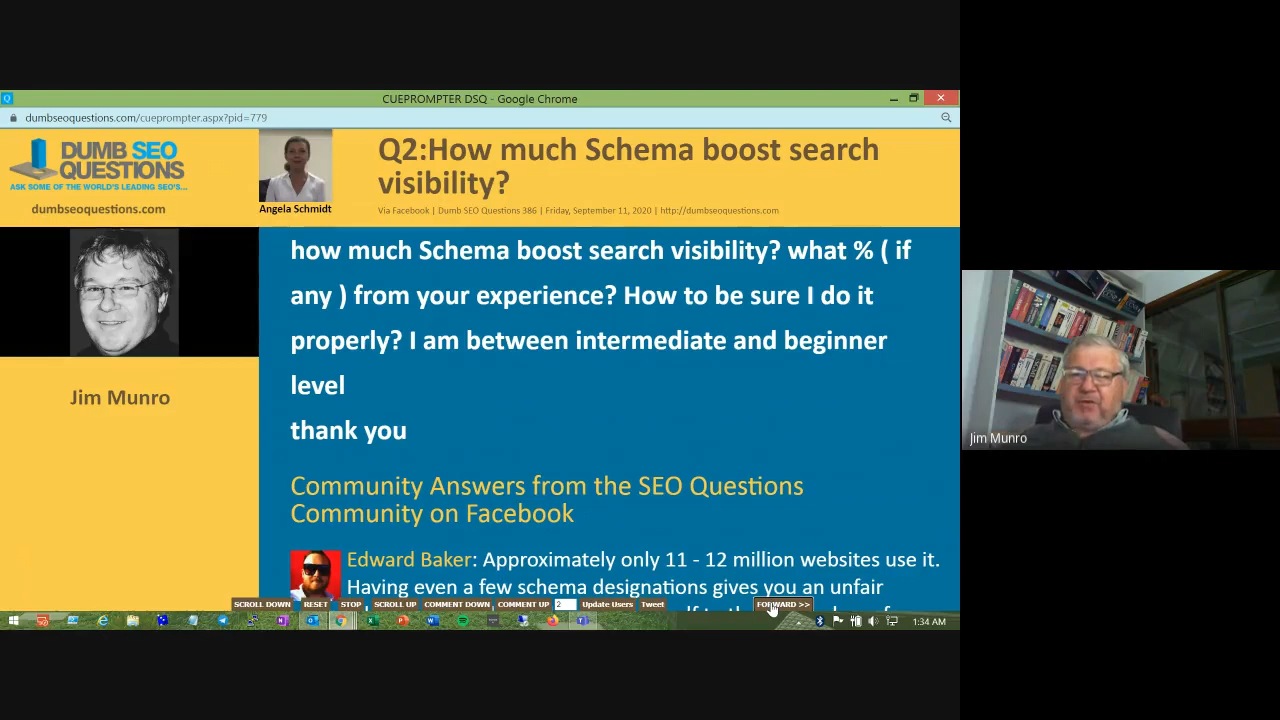 CUEPROMPTER DSQ - Google Chrome
dumbseoquestions.com/cueprompter.aspx?pid=779
DUMB SEO
QUESTIONS
ASK SOME OF THE WORLD'S LEADING SEO'S...
dumbseoquestions.com
Angela Schmidt
Q2:How much Schema boost search
visibility?
Via Facebook | Dumb SEO Questions 386 | Friday, September 11, 2020 | http://dumbseoquestions.com
Jim Munro
how much Schema boost search visibility? what % ( if
any ) from your experience? How to be sure I do it
properly? I am between intermediate and beginner
level
thank you
Community Answers from the SEO Questions
Community on Facebook
Edward Baker: Approximately only 11 - 12 million websites use it.
Having even a few schema designations gives you an unfair
SCROLL DOWN RESET STOP SCROLL UP COMMENT DOWN COMMENT UP 2 Update Users Tweet FORWARD >>
1:34 AM
Jim Munro